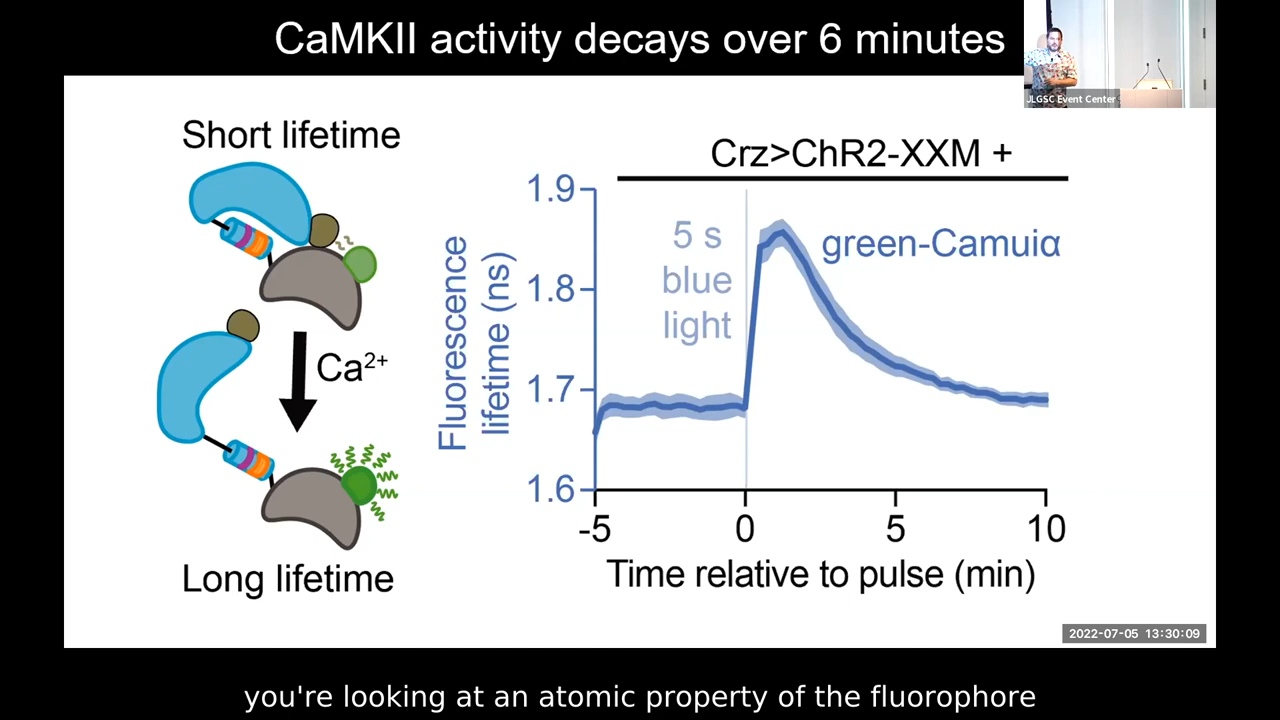 CaMKII activity decays over 6 minutes
JLGSC Event Center
Short lifetime
Ca2+
Long lifetime
Crz>ChR2-XXM +
5 s
blue
light
green-Camuiα
Fluorescence
lifetime (ns)
1.9
1.8
1.7
1.6
-5
0
5
10
Time relative to pulse (min)
2022-07-05 13:30:09
you're looking at an atomic property of the fluorophore